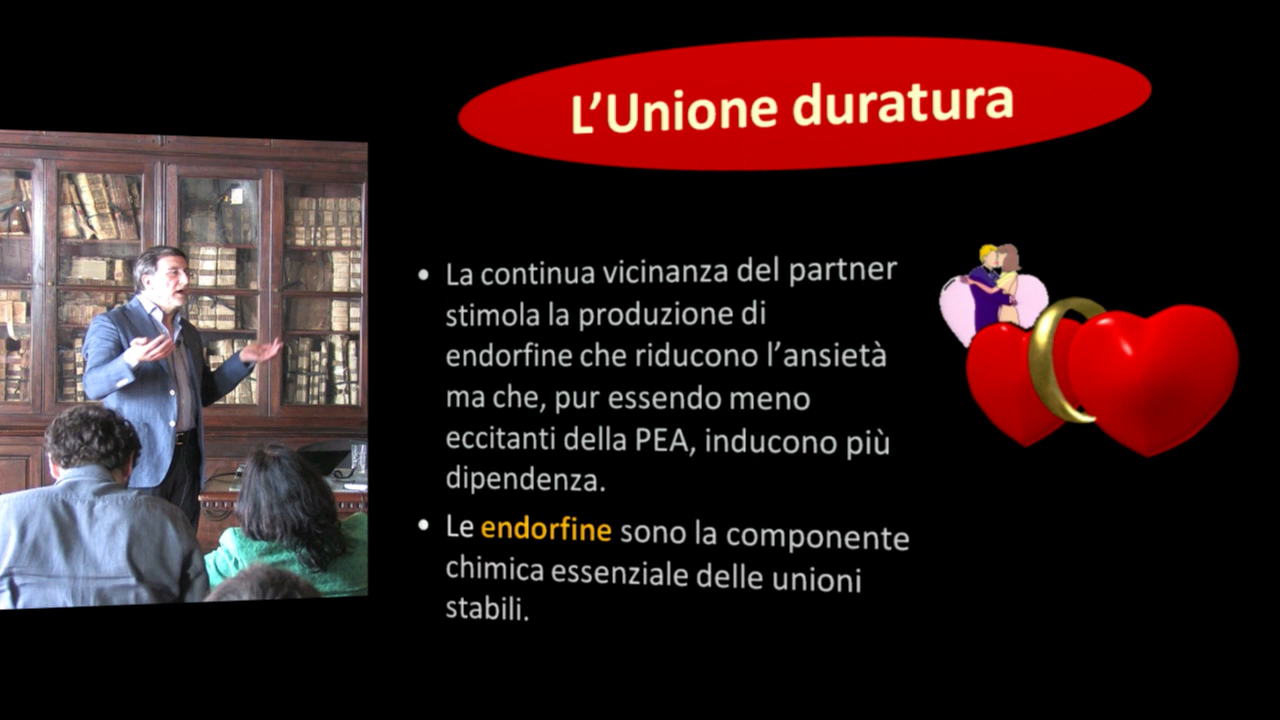 L’Unione duratura
• La continua vicinanza del partner
stimola la produzione di
endorfine che riducono l’ansietà
ma che, pur essendo meno
eccitanti della PEA, inducono più
dipendenza.
• Le endorfine sono la componente
chimica essenziale delle unioni
stabili.